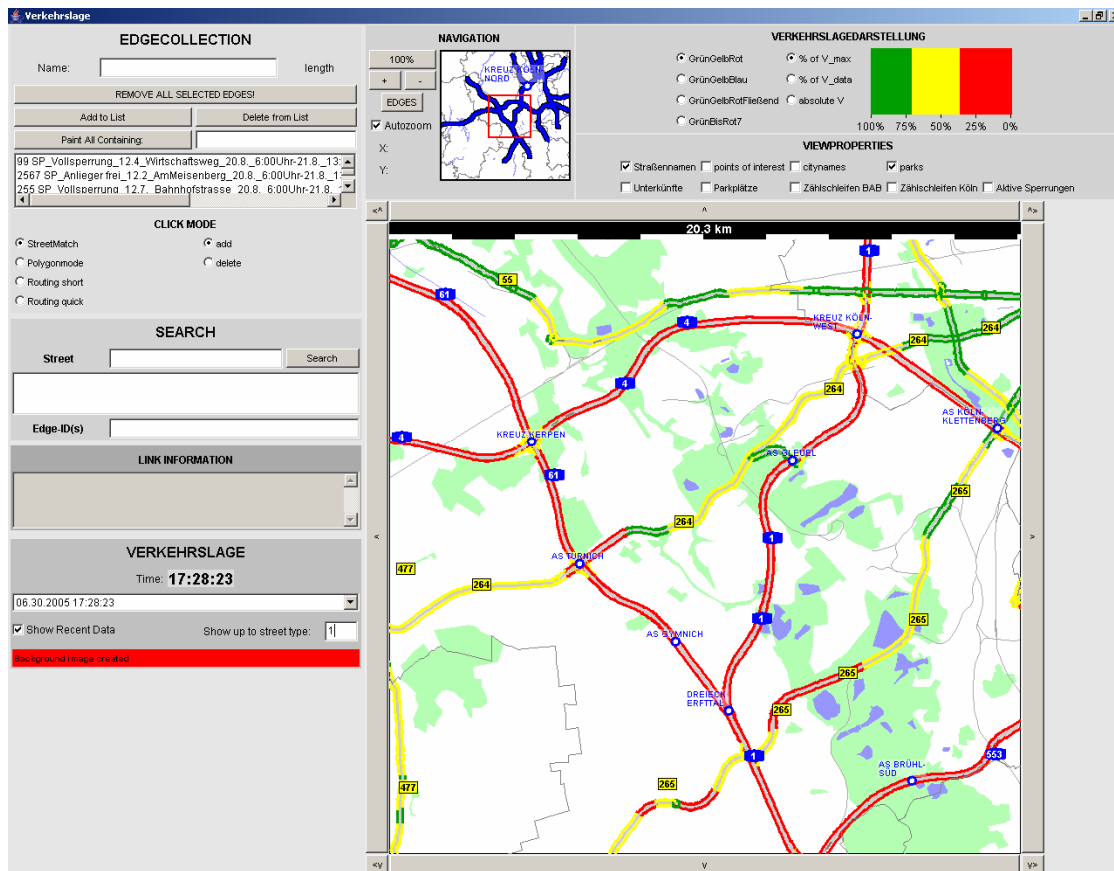 Verkehrslage
EDGECOLLECTION
Name:
length
REMOVE ALL SELECTED EDGES!
Add to List
Delete from List
Paint All Containing:
99 SP_Vollsperrung_12.4_Wirtschaftsweg_20.8._6:00Uhr-21.8._13:
2567 SP_Anlieger frei_12.2_AmMeisenberg_20.8._6:00Uhr-21.8.
255 SP_Vollsperrung_12.7._Bahnhofstrasse_20.8._6:00Uhr-21.8.
CLICK MODE
StreetMatch
add
Polygonmode
delete
Routing short
Routing quick
SEARCH
Street
Search
Edge-ID(s)
LINK INFORMATION
VERKEHRSLAGE
Time: 17:28:23
06.30.2005 17:28:23
Show Recent Data
Show up to street type:
1
Background image created
NAVIGATION
100%
+
-
EDGES
Autozoom
X:
Y:
KREUZ KÖLN-
NORD
VERKEHRSLAGEDARSTELLUNG
GrünGelbRot
% of V_max
GrünGelbBlau
% of V_data
GrünGelbRotFließend
absolute V
GrünBisRot7
100% 75% 50% 25% 0%
VIEWPROPERTIES
Straßennamen
points of interest
citynames
parks
Unterkünfte
Parkplätze
Zählschleifen BAB
Zählschleifen Köln
Aktive Sperrungen
<^
^
^>
20.3 km
1
55
61
4
KREUZ KÖLN-
WEST
264
264
4
264
AS KÖLN-
KLETTENBERG
4
KREUZ KERPEN
AS GLEUEL
61
265
264
1
<
>
AS TÜRNICH
477
264
1
265
AS GYMNICH
265
DREIECK
ERFTTAL
265
1
553
AS BRÜHL-
SÜD
265
477
<v
v
v>